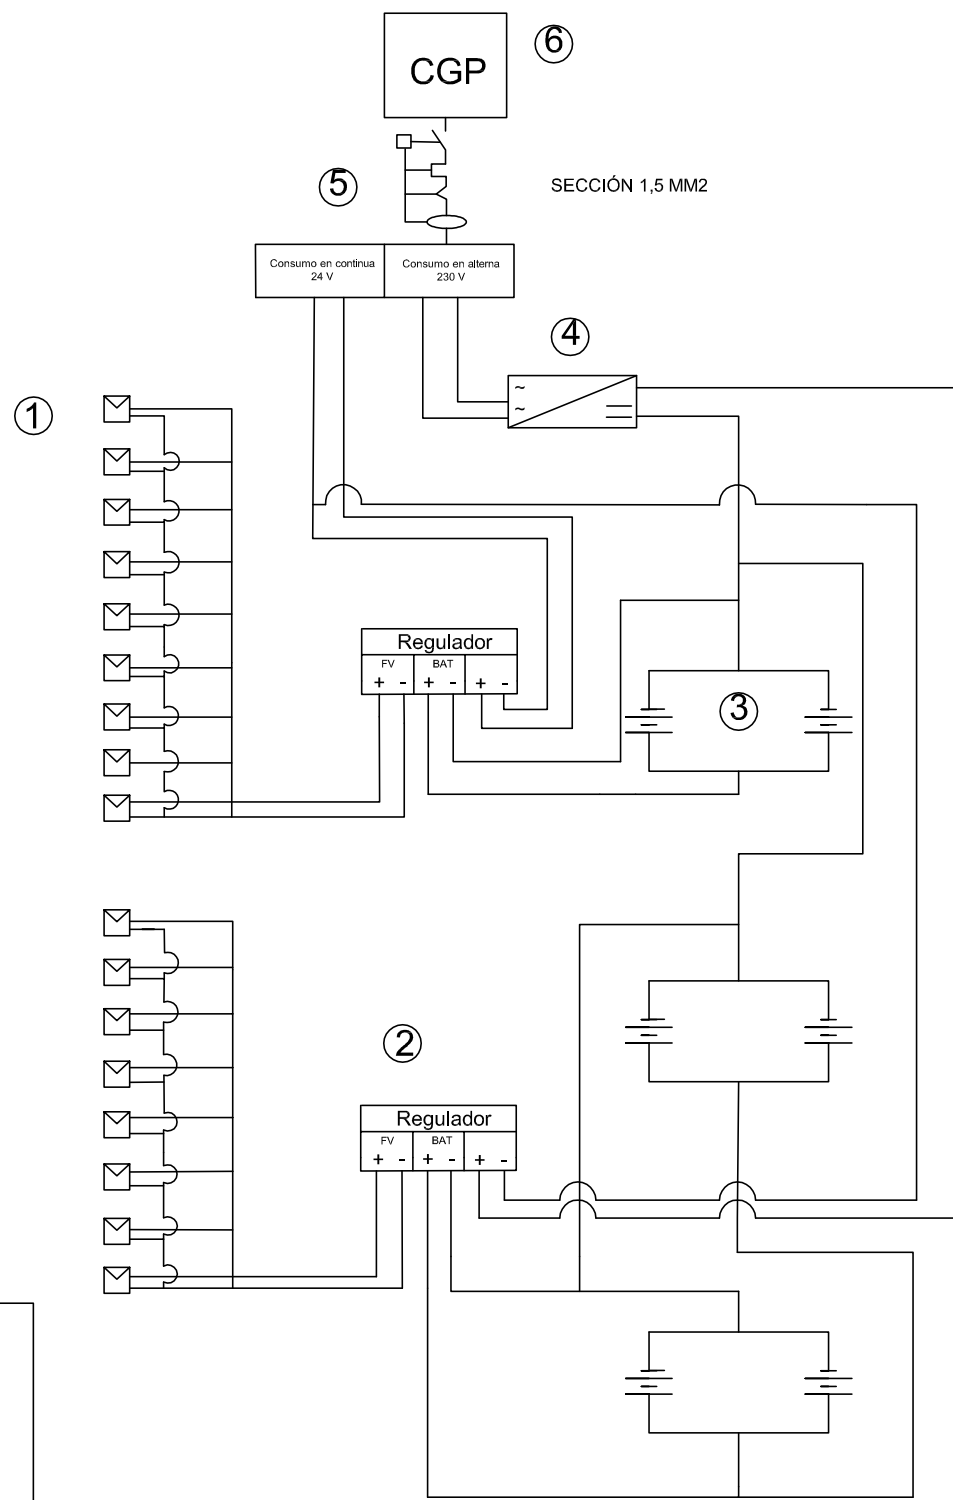 CGP
6
5
SECCIÓN 1,5 MM2
Consumo en continua
24 V
Consumo en alterna
230 V
4
~
~
1
Regulador
FV BAT
+ - + - + -
3
2
Regulador
FV BAT
+ - + - + -